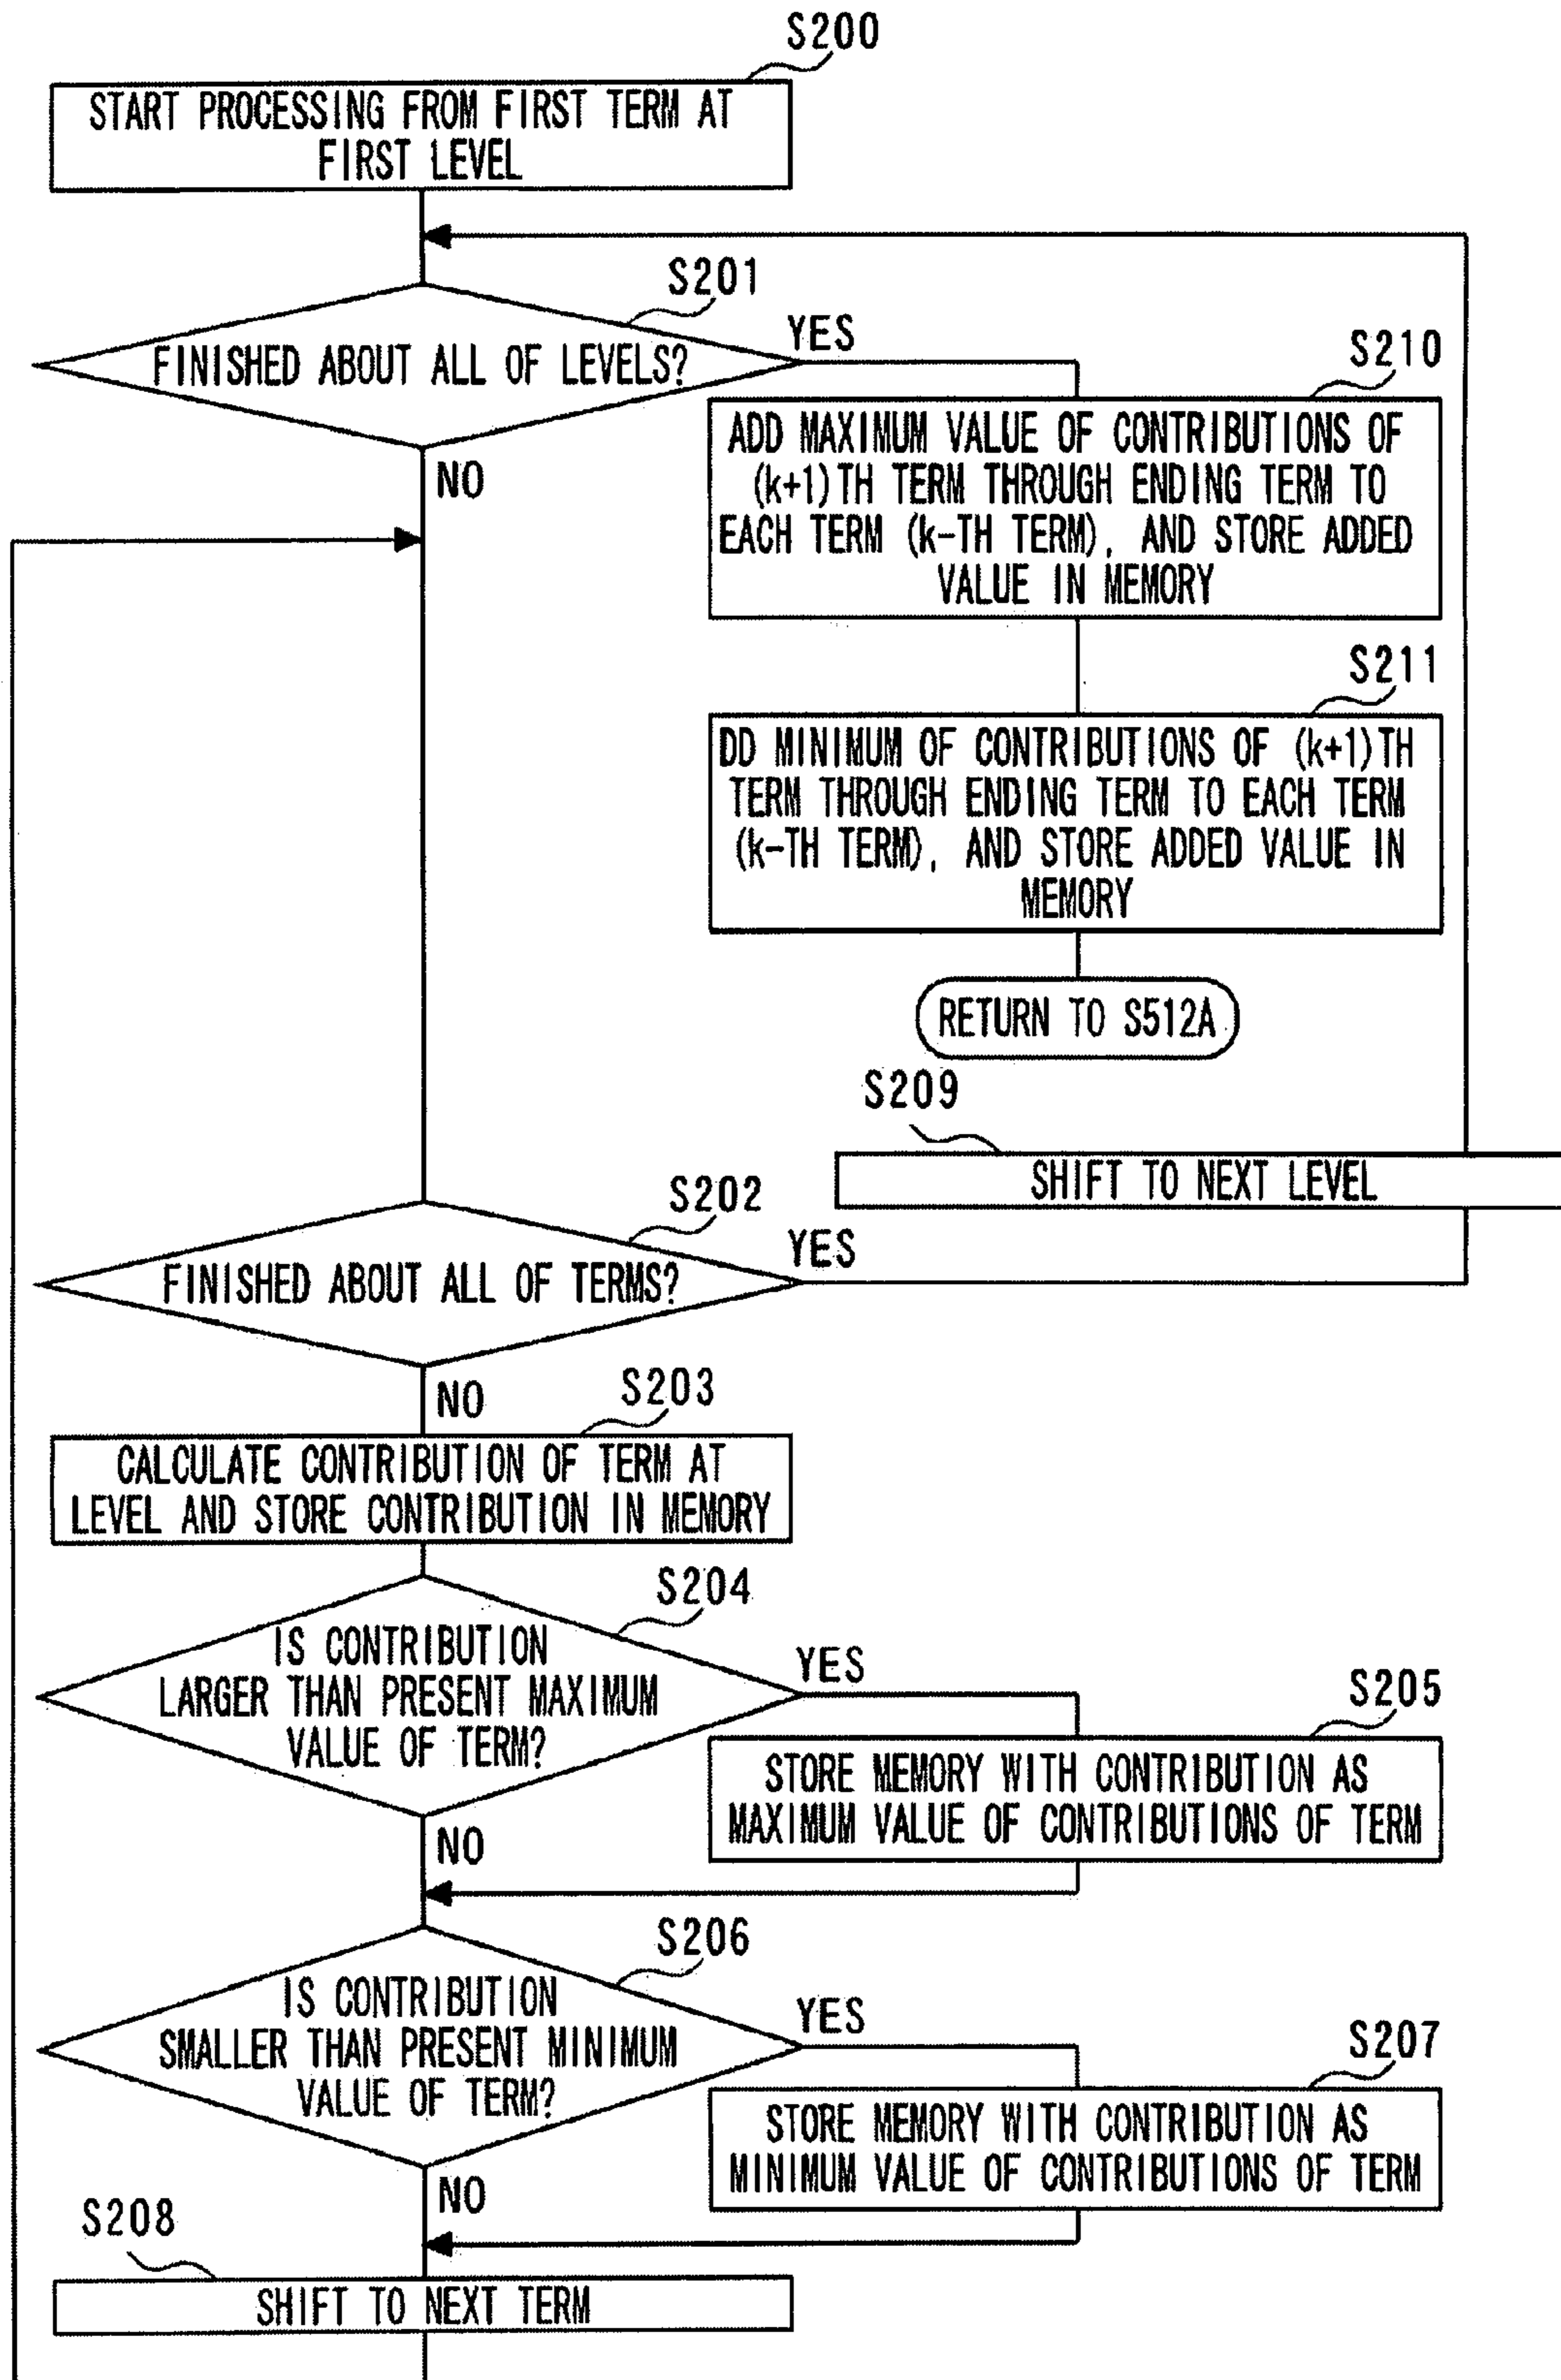 S200
START PROCESSING FROM FIRST TERM AT
FIRST LEVEL
S201
FINISHED ABOUT ALL OF LEVELS?
YES
NO
S210
ADD MAXIMUM VALUE OF CONTRIBUTIONS OF
(k+1)TH TERM THROUGH ENDING TERM TO
EACH TERM (k-TH TERM), AND STORE ADDED
VALUE IN MEMORY
S211
DD MINIMUM OF CONTRIBUTIONS OF (k+1)TH
TERM THROUGH ENDING TERM TO EACH TERM
(k-TH TERM), AND STORE ADDED VALUE IN
MEMORY
RETURN TO S512A
S209
SHIFT TO NEXT LEVEL
S202
FINISHED ABOUT ALL OF TERMS?
YES
NO
S203
CALCULATE CONTRIBUTION OF TERM AT
LEVEL AND STORE CONTRIBUTION IN MEMORY
S204
IS CONTRIBUTION
LARGER THAN PRESENT MAXIMUM
VALUE OF TERM?
YES
NO
S205
STORE MEMORY WITH CONTRIBUTION AS
MAXIMUM VALUE OF CONTRIBUTIONS OF TERM
S206
IS CONTRIBUTION
SMALLER THAN PRESENT MINIMUM
VALUE OF TERM?
YES
NO
S207
STORE MEMORY WITH CONTRIBUTION AS
MINIMUM VALUE OF CONTRIBUTIONS OF TERM
S208
SHIFT TO NEXT TERM